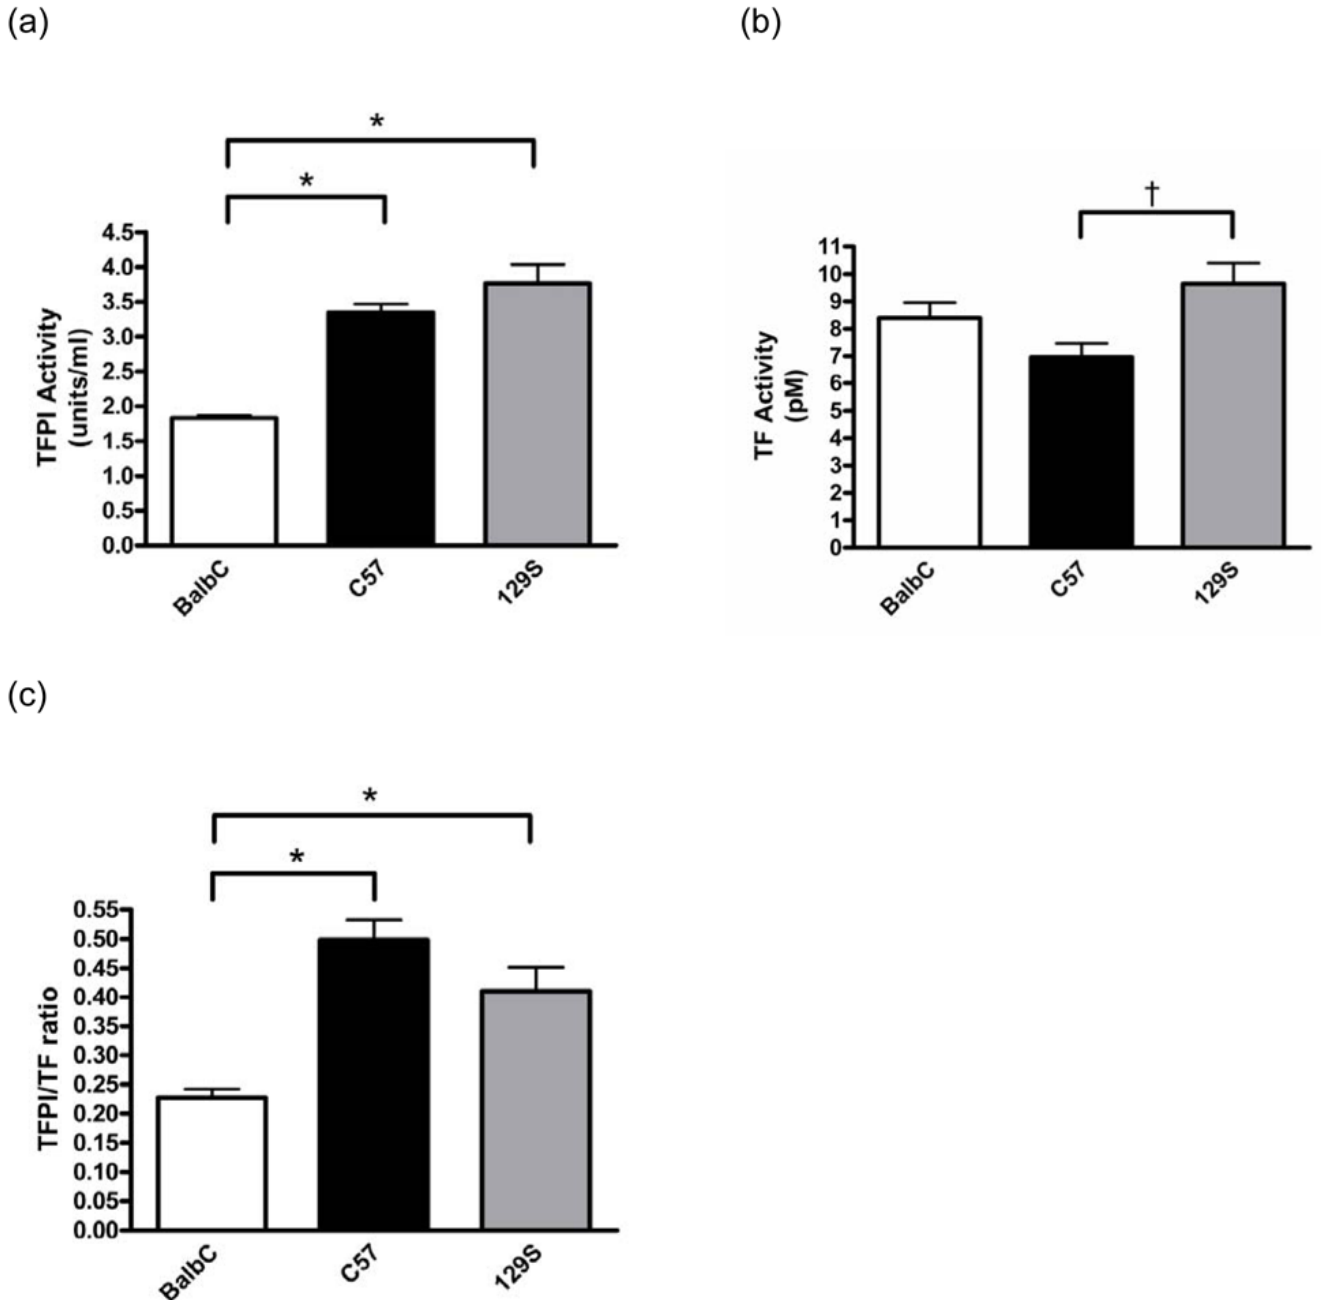 (a)
*
*
TFPI Activity
(units/ml)
4.5
4.0
3.5
3.0
2.5
2.0
1.5
1.0
0.5
0.0
BalbC
C57
129S
(b)
†
TF Activity
(pM)
11
10
9
8
7
6
5
4
3
2
1
0
BalbC
C57
129S
(c)
*
*
TFPI/TF ratio
0.55
0.50
0.45
0.40
0.35
0.30
0.25
0.20
0.15
0.10
0.05
0.00
BalbC
C57
129S